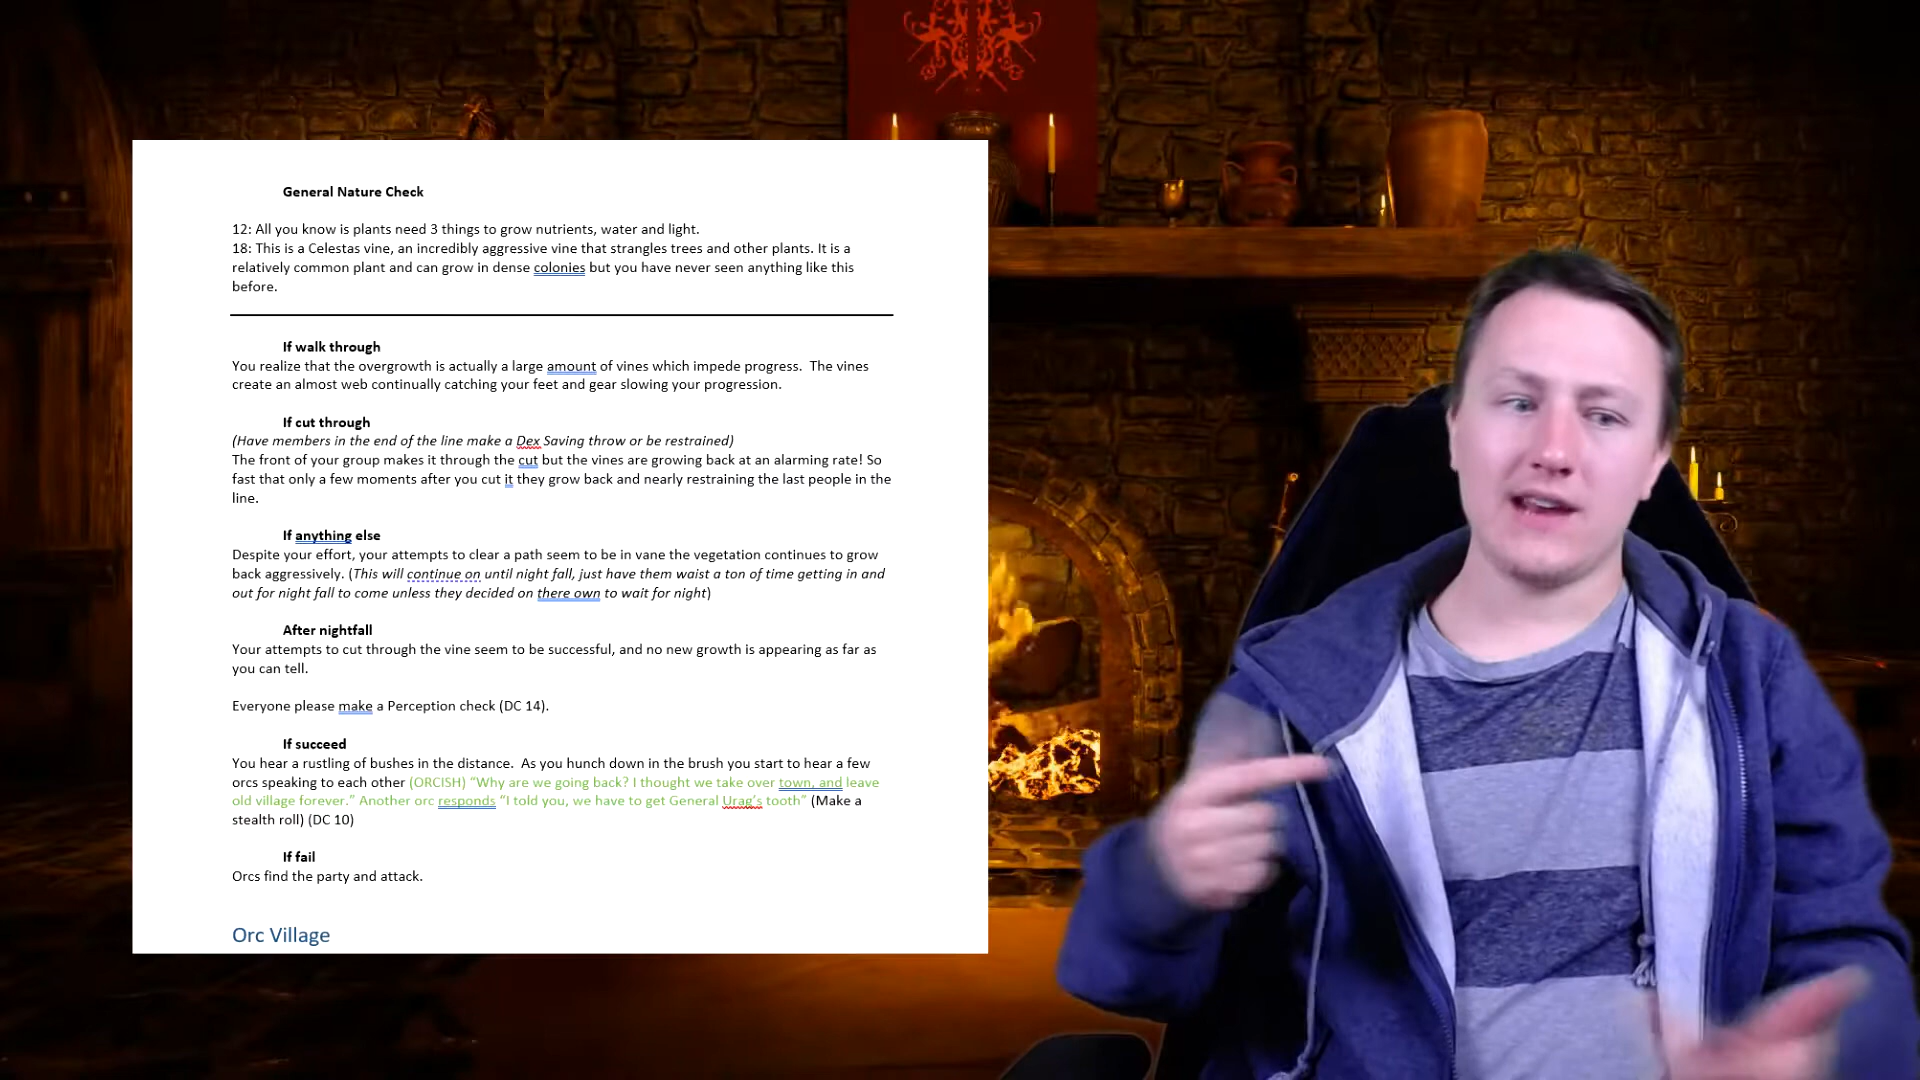 General Nature Check
12: All you know is plants need 3 things to grow nutrients, water and light.
18: This is a Celestas vine, an incredibly aggressive vine that strangles trees and other plants. It is a
relatively common plant and can grow in dense colonies but you have never seen anything like this
before.
If walk through
You realize that the overgrowth is actually a large amount of vines which impede progress.  The vines
create an almost web continually catching your feet and gear slowing your progression.
If cut through
(Have members in the end of the line make a Dex Saving throw or be restrained)
The front of your group makes it through the cut but the vines are growing back at an alarming rate! So
fast that only a few moments after you cut it they grow back and nearly restraining the last people in the
line.
If anything else
Despite your effort, your attempts to clear a path seem to be in vane the vegetation continues to grow
back aggressively. (This will continue on until night fall, just have them waist a ton of time getting in and
out for night fall to come unless they decided on there own to wait for night)
After nightfall
Your attempts to cut through the vine seem to be successful, and no new growth is appearing as far as
you can tell.
Everyone please make a Perception check (DC 14).
If succeed
You hear a rustling of bushes in the distance.  As you hunch down in the brush you start to hear a few
orcs speaking to each other (ORCISH) “Why are we going back? I thought we take over town, and leave
old village forever.” Another orc responds “I told you, we have to get General Urag’s tooth” (Make a
stealth roll) (DC 10)
If fail
Orcs find the party and attack.
Orc Village